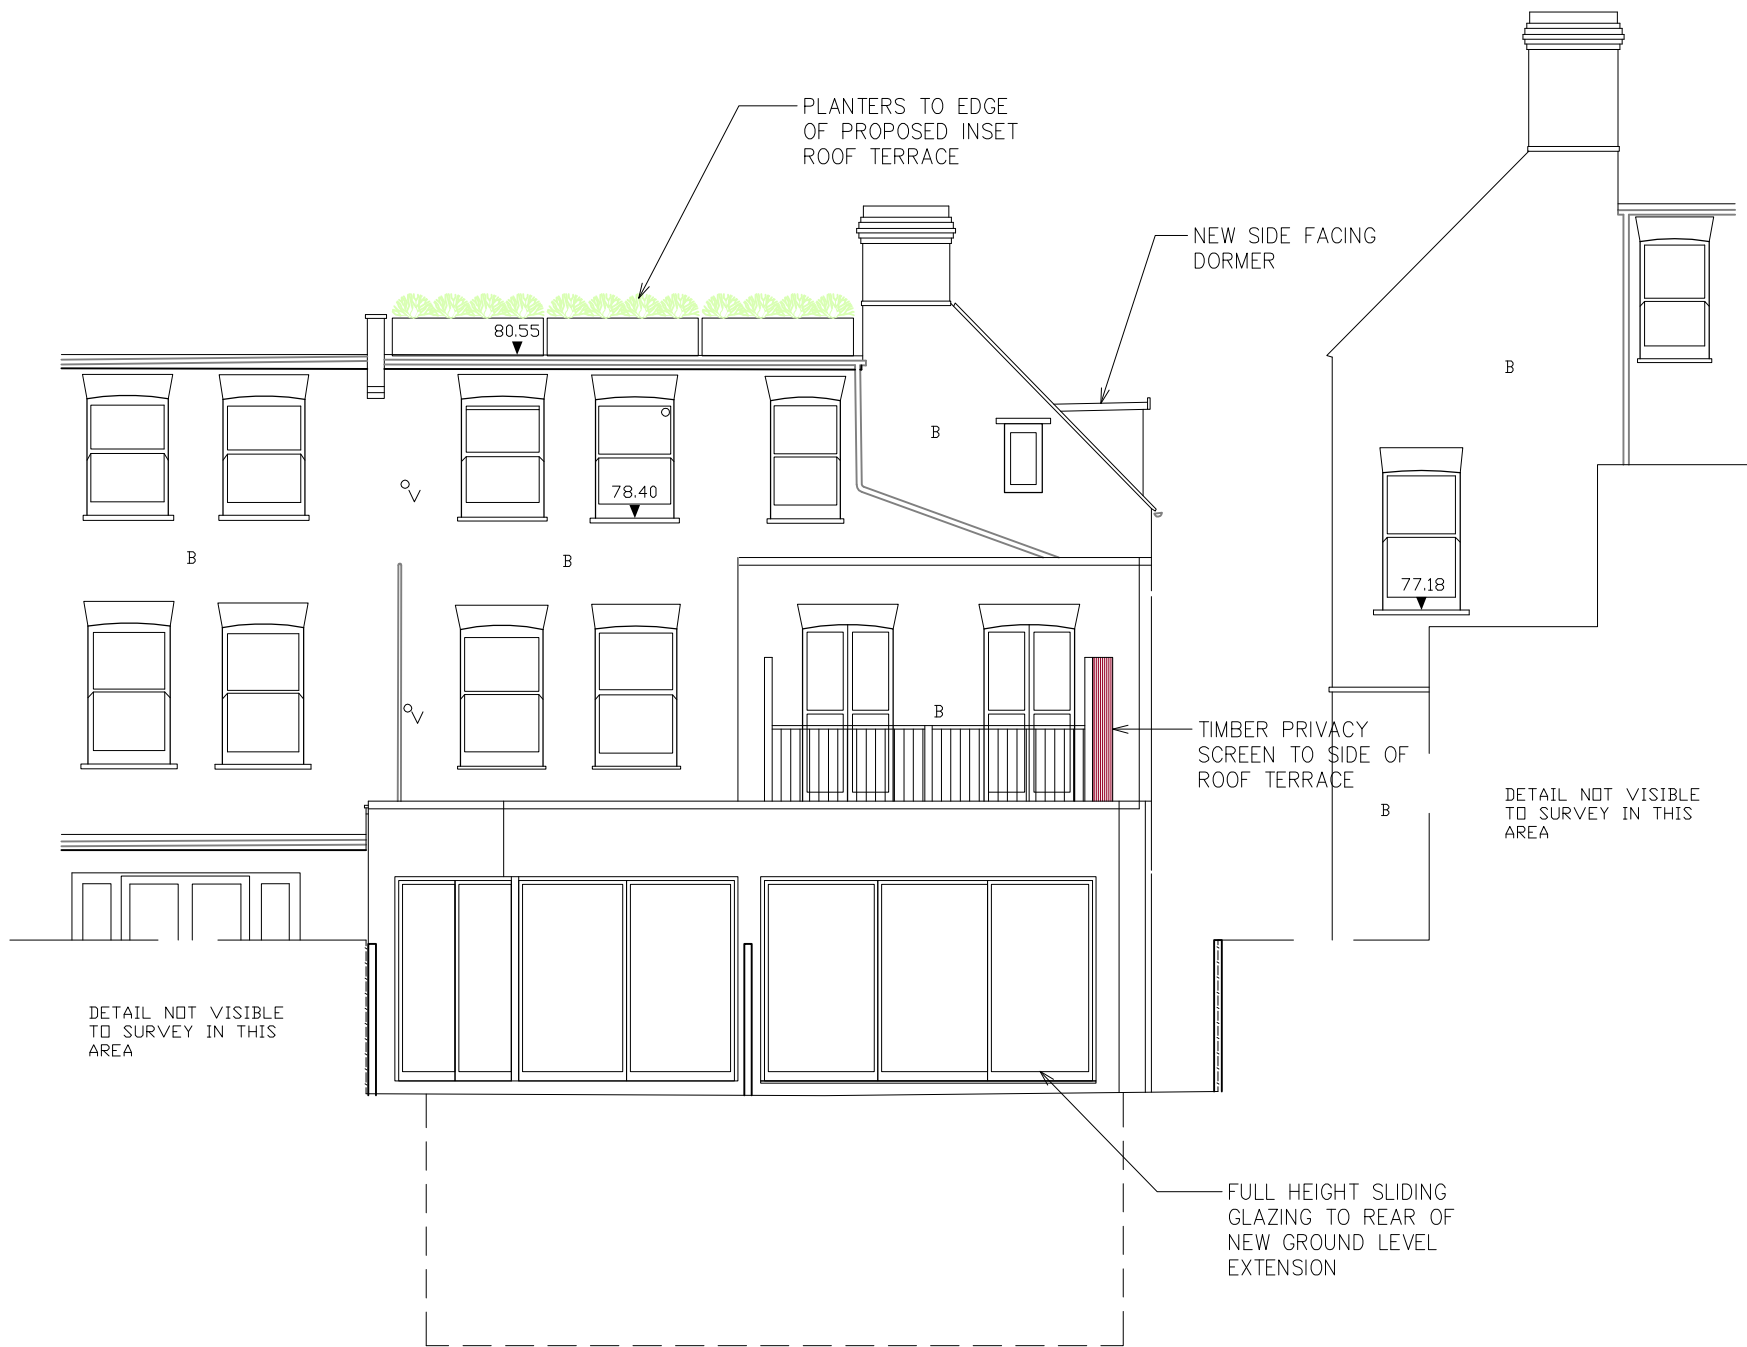 PLANTERS TO EDGE
OF PROPOSED INSET
ROOF TERRACE
NEW SIDE FACING
DORMER
80.55
B
B
78.40
B
B
77.18
B
TIMBER PRIVACY
SCREEN TO SIDE OF
ROOF TERRACE
B
DETAIL NOT VISIBLE
TO SURVEY IN THIS
AREA
DETAIL NOT VISIBLE
TO SURVEY IN THIS
AREA
FULL HEIGHT SLIDING
GLAZING TO REAR OF
NEW GROUND LEVEL
EXTENSION